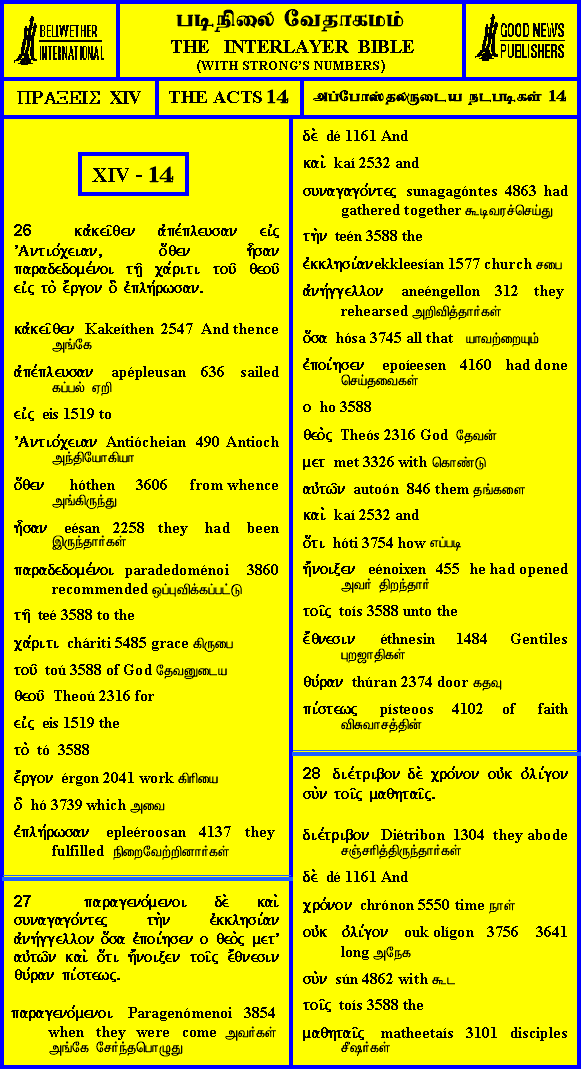 BELLWETHER
INTERNATIONAL
படிநிலை வேதாகமம்
THE INTERLAYER BIBLE
(WITH STRONG'S NUMBERS)
GOOD NEWS
PUBLISHERS
ΠΡΑΞΕΙΣ XIV
THE ACTS 14
அப்போஸ்தலருடைய நடபடிகள் 14
XIV - 14
26 κἀκεῖθεν ἀπέπλευσαν εἰς
Ἀντιόχειαν, ὅθεν ἦσαν
παραδεδομένοι τῇ χάριτι τοῦ θεοῦ
εἰς τὸ ἔργον ὃ ἐπλήρωσαν.
κἀκεῖθεν Kakeíthen 2547 And thence
அங்கே
ἀπέπλευσαν apépleusan 636 sailed
கப்பல் ஏறி
εἰς eis 1519 to
Ἀντιόχειαν Antiócheian 490 Antioch
அந்தியோகியா
ὅθεν hóthen 3606 from whence
அங்கிருந்து
ἦσαν eésan 2258 they had been
இருந்தார்கள்
παραδεδομένοι paradedoménoi 3860
recommended ஒப்புவிக்கப்பட்டு
τῇ teé 3588 to the
χάριτι cháriti 5485 grace கிருபை
τοῦ toú 3588 of God தேவனுடைய
θεοῦ Theoú 2316 for
εἰς eis 1519 the
τὸ tó 3588
ἔργον érgon 2041 work கிரியை
ὃ hó 3739 which அவை
ἐπλήρωσαν epleéroosan 4137 they
fulfilled நிறைவேற்றினார்கள்
27 παραγενόμενοι δὲ καὶ
συναγαγόντες τὴν ἐκκλησίαν
ἀνήγγελλον ὅσα ἐποίησεν ο θεὸς μετ'
αὐτῶν καὶ ὅτι ἤνοιξεν τοῖς ἔθνεσιν
θύραν πίστεως.
παραγενόμενοι Paragenómenoi 3854
when they were come அவர்கள்
அங்கே சேர்ந்தபொழுது
δὲ dé 1161 And
καὶ kaí 2532 and
συναγαγόντες sunagagóntes 4863 had
gathered together கூடிவரச்செய்து
τὴν teén 3588 the
ἐκκλησίαν ekkleesían 1577 church சபை
ἀνήγγελλον aneéngellon 312 they
rehearsed அறிவித்தார்கள்
ὅσα hósa 3745 all that யாவற்றையும்
ἐποίησεν epoíeesen 4160 had done
செய்தவைகள்
ο ho 3588
θεὸς Theós 2316 God தேவன்
μετ met 3326 with கொண்டு
αὐτῶν autoón 846 them தங்களை
καὶ kaí 2532 and
ὅτι hóti 3754 how எப்படி
ἤνοιξεν eénoixen 455 he had opened
அவர் திறந்தார்
τοῖς toís 3588 unto the
ἔθνεσιν éthnesin 1484 Gentiles
புறஜாதிகள்
θύραν thúran 2374 door கதவு
πίστεως písteoos 4102 of faith
விசுவாசத்தின்
28 διέτριβον δὲ χρόνον οὐκ ὀλίγον
σὺν τοῖς μαθηταῖς.
διέτριβον Diétribon 1304 they abode
சஞ்சரித்திருந்தார்கள்
δὲ dé 1161 And
χρόνον chrónon 5550 time நாள்
οὐκ ὀλίγον ouk olígon 3756 3641
long அநேக
σὺν sún 4862 with கூட
τοῖς toís 3588 the
μαθηταῖς matheetaís 3101 disciples
சீஷர்கள்